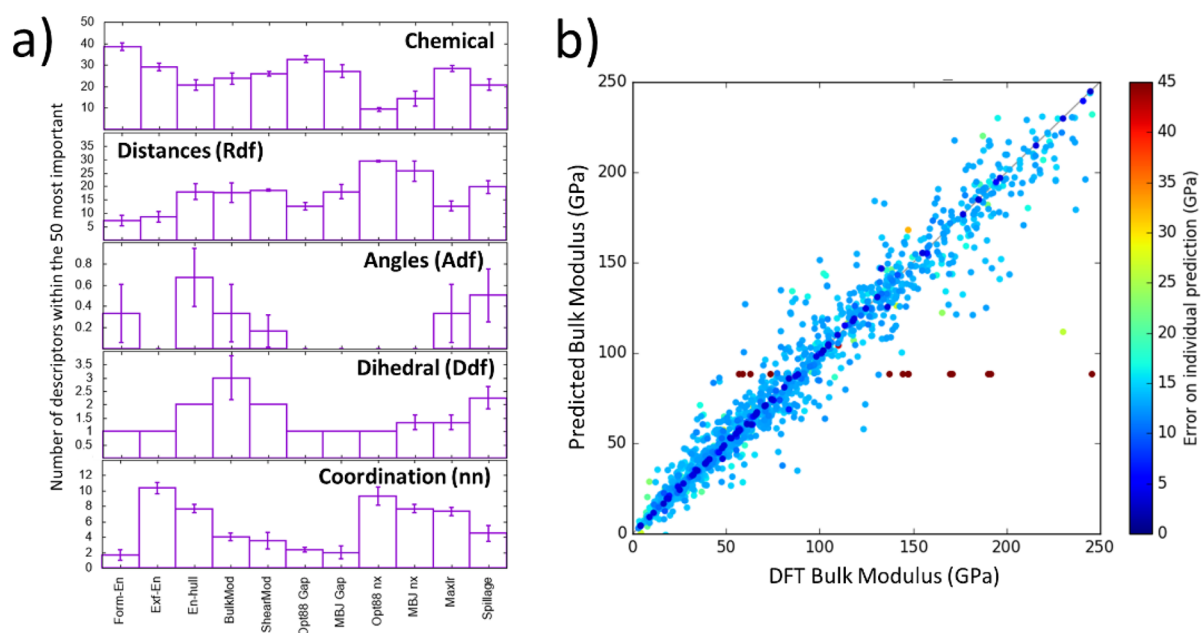 a)
Number of descriptors within the 50 most important
Chemical
50
40
30
20
10
Distances (Rdf)
35
30
25
20
15
10
5
Angles (Adf)
0.8
0.6
0.4
0.2
Dihedral (Ddf)
3.5
3
2.5
2
1.5
1
0.5
Coordination (nn)
12
10
8
6
4
2
0
Form-En
Exf-En
En-hull
BulkMod
ShearMod
Opt88 Gap
MBJ Gap
Opt88 nx
MBJ nx
MaxIr
Spillage
b)
Predicted Bulk Modulus (GPa)
250
200
150
100
50
0
0 50 100 150 200 250
DFT Bulk Modulus (GPa)
45
40
35
30
25
20
15
10
5
0
Error on individual prediction (GPa)